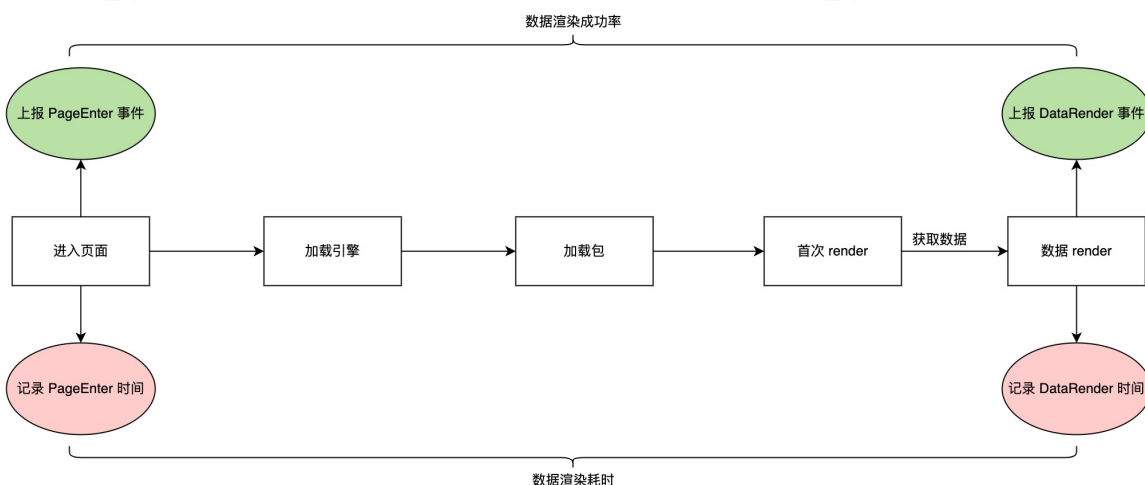 数据渲染成功率
上报 PageEnter 事件
上报 DataRender 事件
进入页面
加载引擎
加载包
首次 render
获取数据
数据 render
记录 PageEnter 时间
记录 DataRender 时间
数据渲染耗时